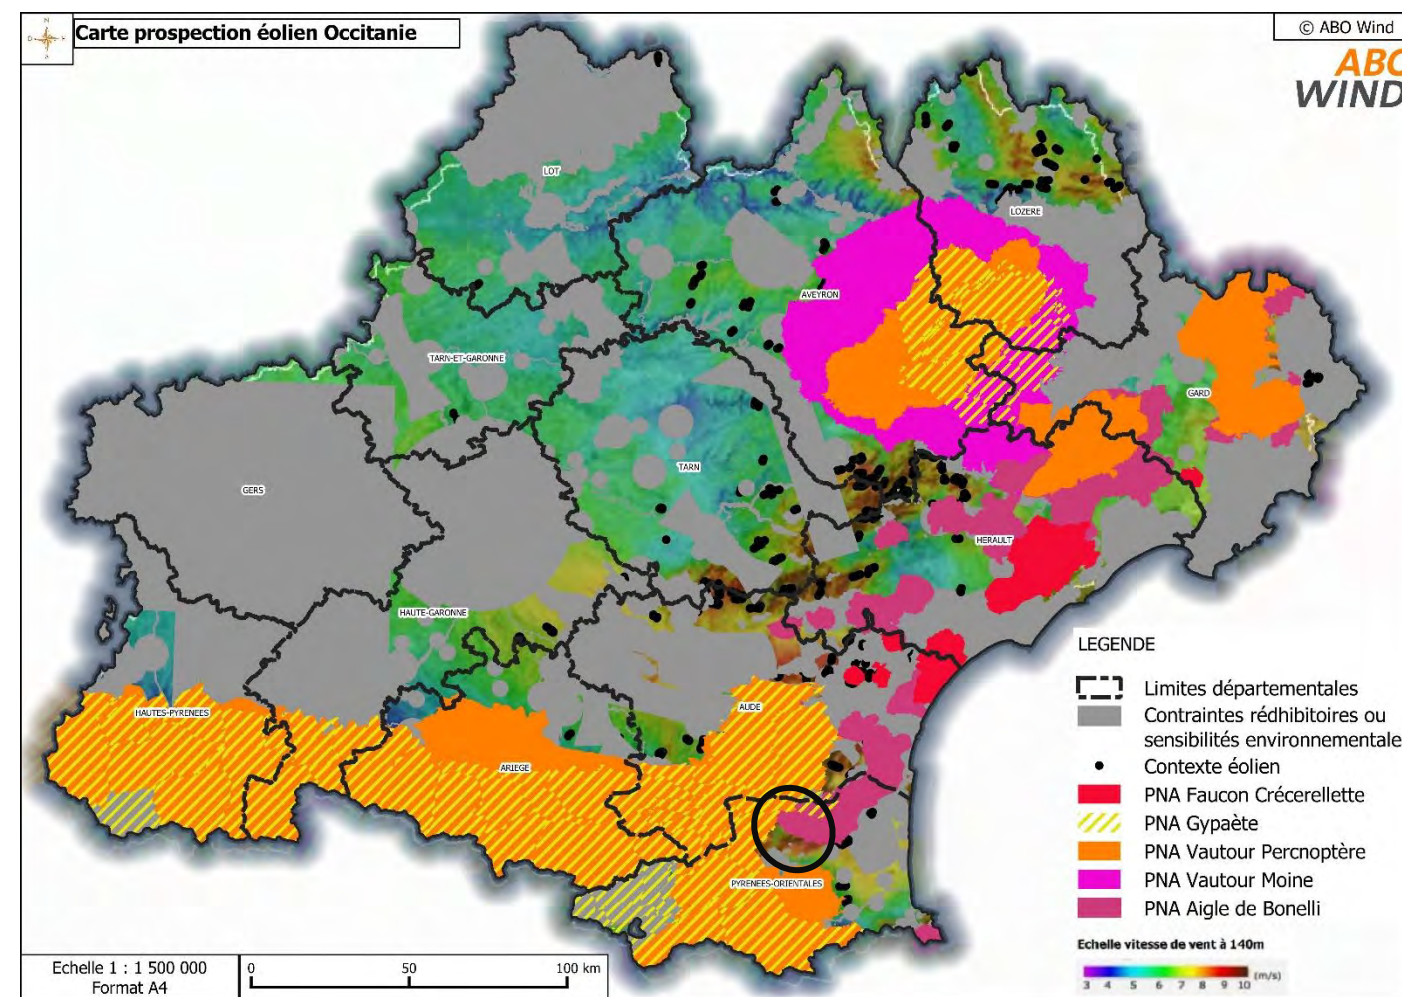 N
O
E
S
Carte prospection éolien Occitanie
© ABO Wind
ABO
WIND
LOT
LOZERE
AVEYRON
TARN-ET-GARONNE
GARD
TARN
GERS
HERAULT
HAUTE-GARONNE
HAUTES-PYRENEES
AUDE
ARIEGE
PYRENEES-ORIENTALES
LEGENDE
Limites départementales
Contraintes rédhibitoires ou
sensibilités environnementale
Contexte éolien
PNA Faucon Crécerellette
PNA Gypaète
PNA Vautour Percnoptère
PNA Vautour Moine
PNA Aigle de Bonelli
Echelle vitesse de vent à 140m
3 4 5 6 7 8 9 10 (m/s)
Echelle 1 : 1 500 000
Format A4
0 50 100 km